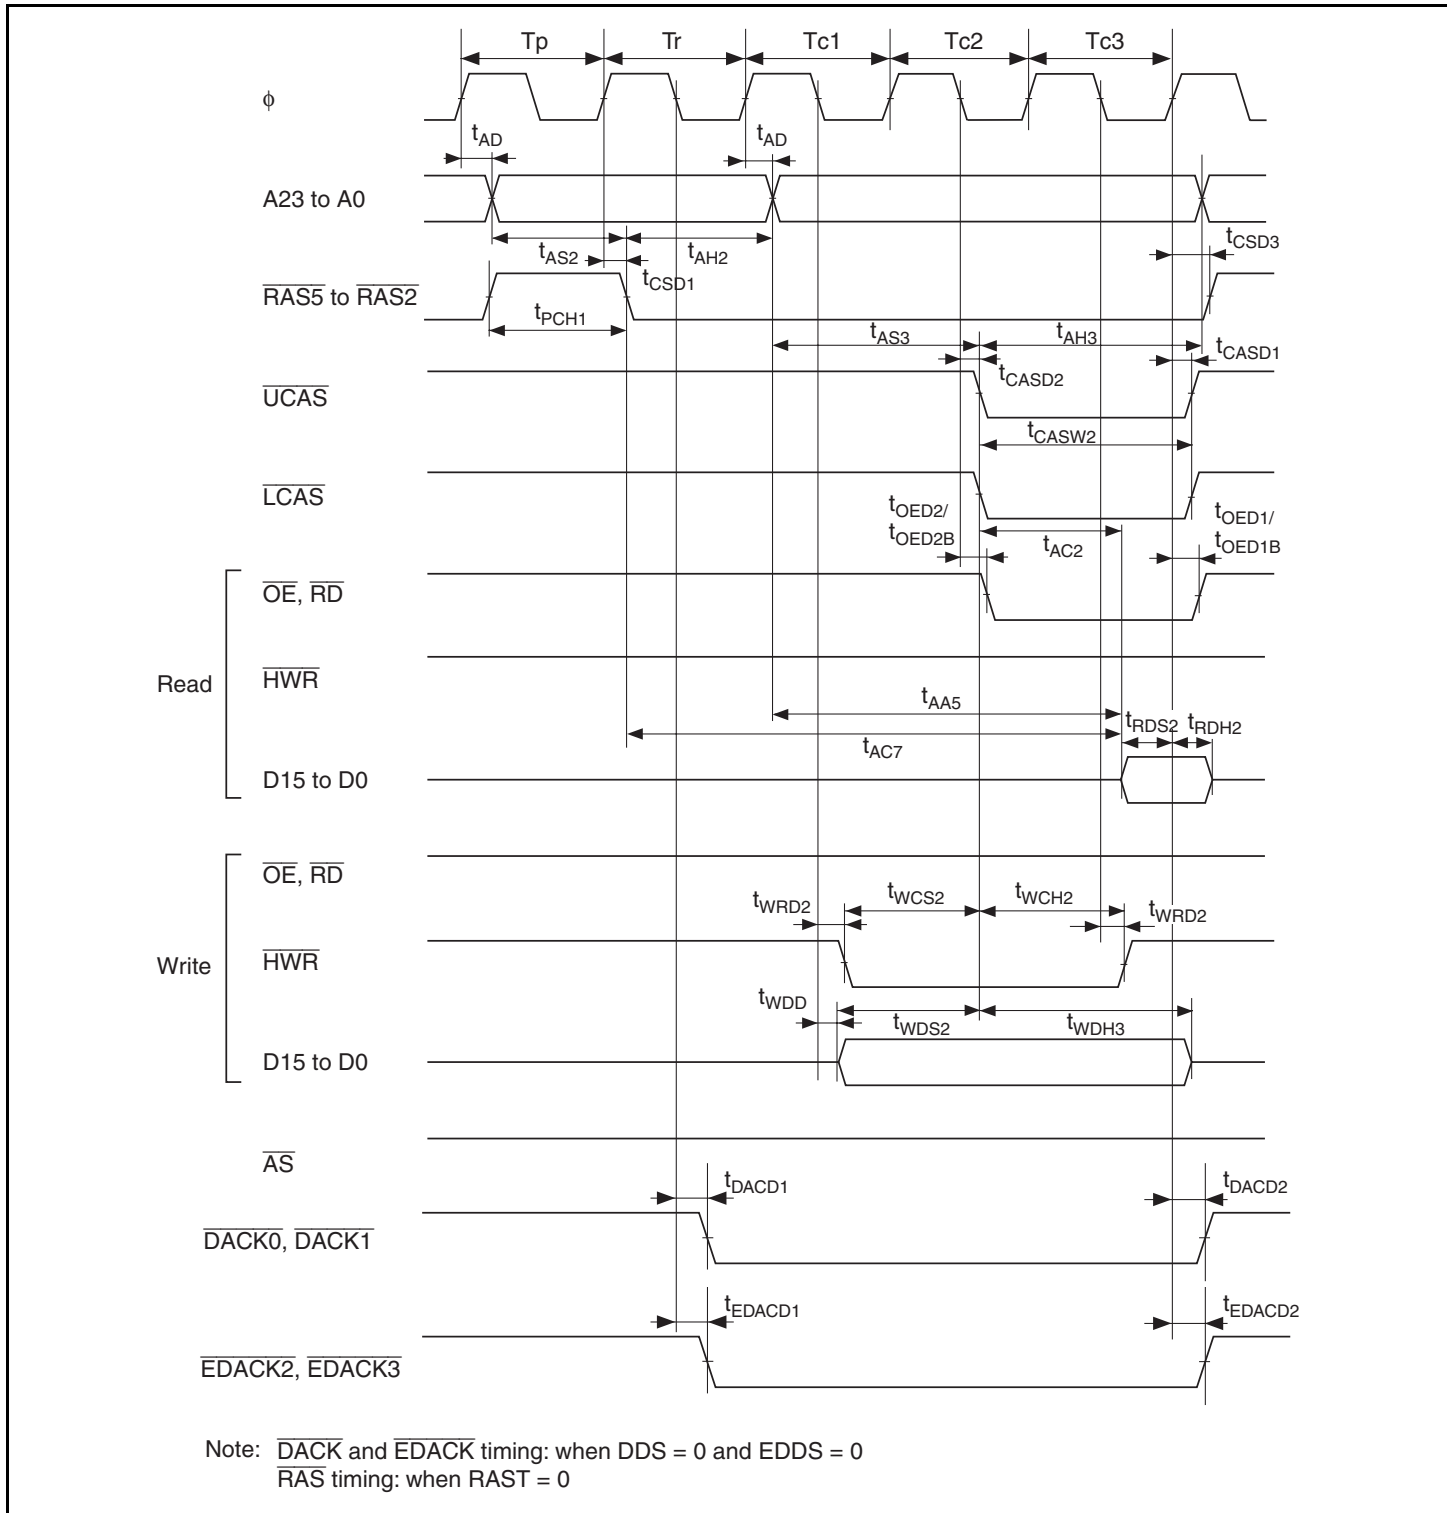 Tp Tr Tc1 Tc2 Tc3
ϕ
tAD tAD
A23 to A0
tAS2 tAH2 tCSD3
tCSD1
RAS5 to RAS2
tPCH1
tAS3 tAH3
tCASD2 tCASD1
UCAS
tCASW2
LCAS
tOED2/ tOED1/
tOED2B tAC2 tOED1B
OE, RD
Read
HWR
tAA5
tRDS2 tRDH2
tAC7
D15 to D0
OE, RD
tWRD2 tWCS2 tWCH2 tWRD2
Write
HWR
tWDD
tWDS2 tWDH3
D15 to D0
AS
tDACD1 tDACD2
DACK0, DACK1
tEDACD1 tEDACD2
EDACK2, EDACK3
Note: DACK and EDACK timing: when DDS = 0 and EDDS = 0
RAS timing: when RAST = 0